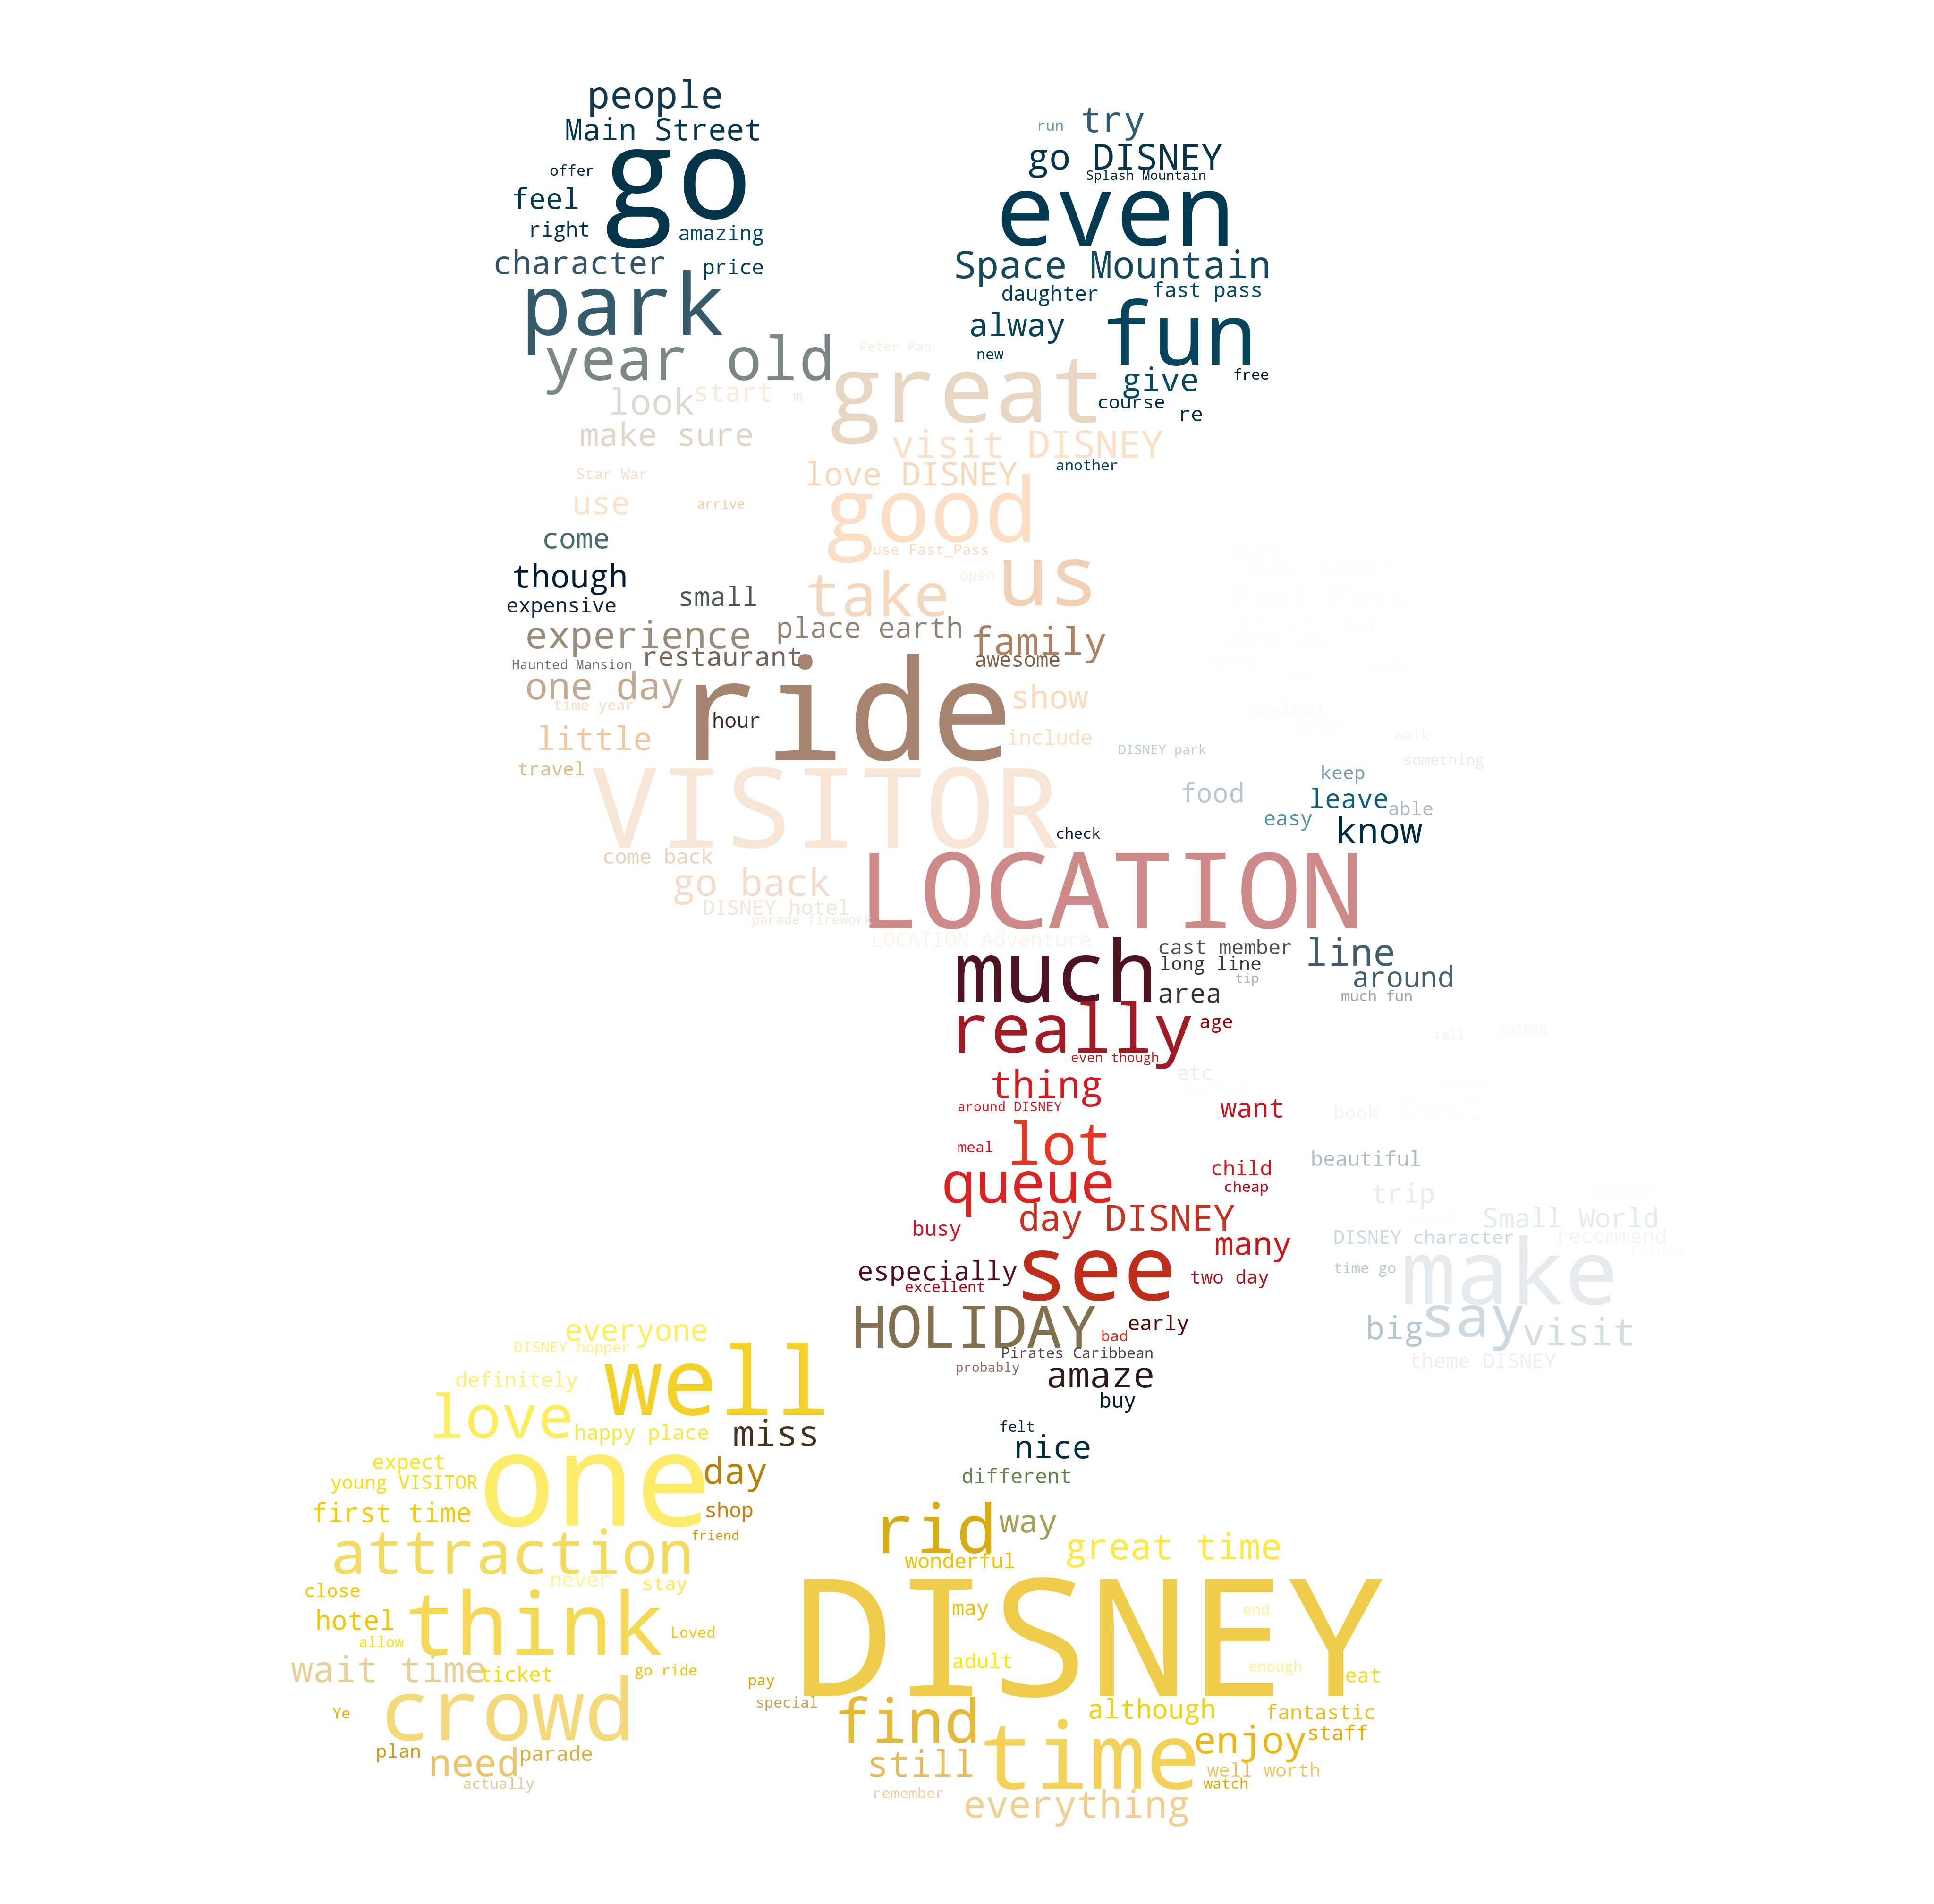 people
Main Street
run
try
go
go DISNEY
offer
Splash Mountain
feel
even
right
amazing
character
price
Space Mountain
park
daughter
fast pass
alway
fun
year old
Peter Pan
new
great
give
free
look
start
m
course
re
make sure
visit DISNEY
Star War
love DISNEY
another
use
arrive
good
come
use Fast_Pass
though
small
take
open
us
expensive
experience
place earth
family
Haunted Mansion
restaurant
awesome
one day
ride
show
time year
hour
magical
little
include
DISNEY park
walk
something
travel
VISITOR
food
keep
leave
able
easy
check
know
come back
go back
LOCATION
DISNEY hotel
parade firework
LOCATION Adventure
much
cast member
line
long line
tip
around
area
much fun
really
age
tell
seem
even though
thing
etc
around DISNEY
want
book
best
meal
lot
beautiful
queue
child
cheap
trip
busy
day DISNEY
Small World
many
DISNEY character
recommend
return
especially
see
two day
time go
make
excellent
HOLIDAY
early
big
say
visit
everyone
bad
DISNEY hopper
Pirates Caribbean
theme DISNEY
well
probably
amaze
definitely
buy
love
happy place
miss
felt
nice
expect
one
day
different
young VISITOR
first time
shop
rid
way
attraction
friend
great time
wonderful
never
stay
close
DISNEY
hotel
think
may
end
allow
Loved
wait time
ticket
go ride
adult
enough
eat
pay
special
crowd
find
although
fantastic
Ye
time
enjoy
staff
plan
need
parade
still
well worth
actually
watch
remember
everything